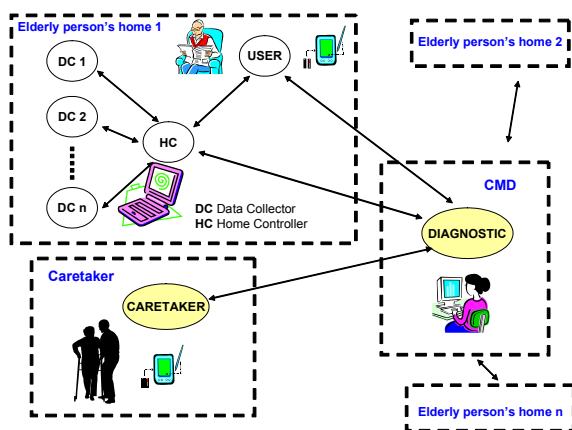 Elderly person's home 1
DC 1
USER
Elderly person's home 2
DC 2
HC
DC n
DC Data Collector
HC Home Controller
CMD
DIAGNOSTIC
Caretaker
CARETAKER
Elderly person's home n